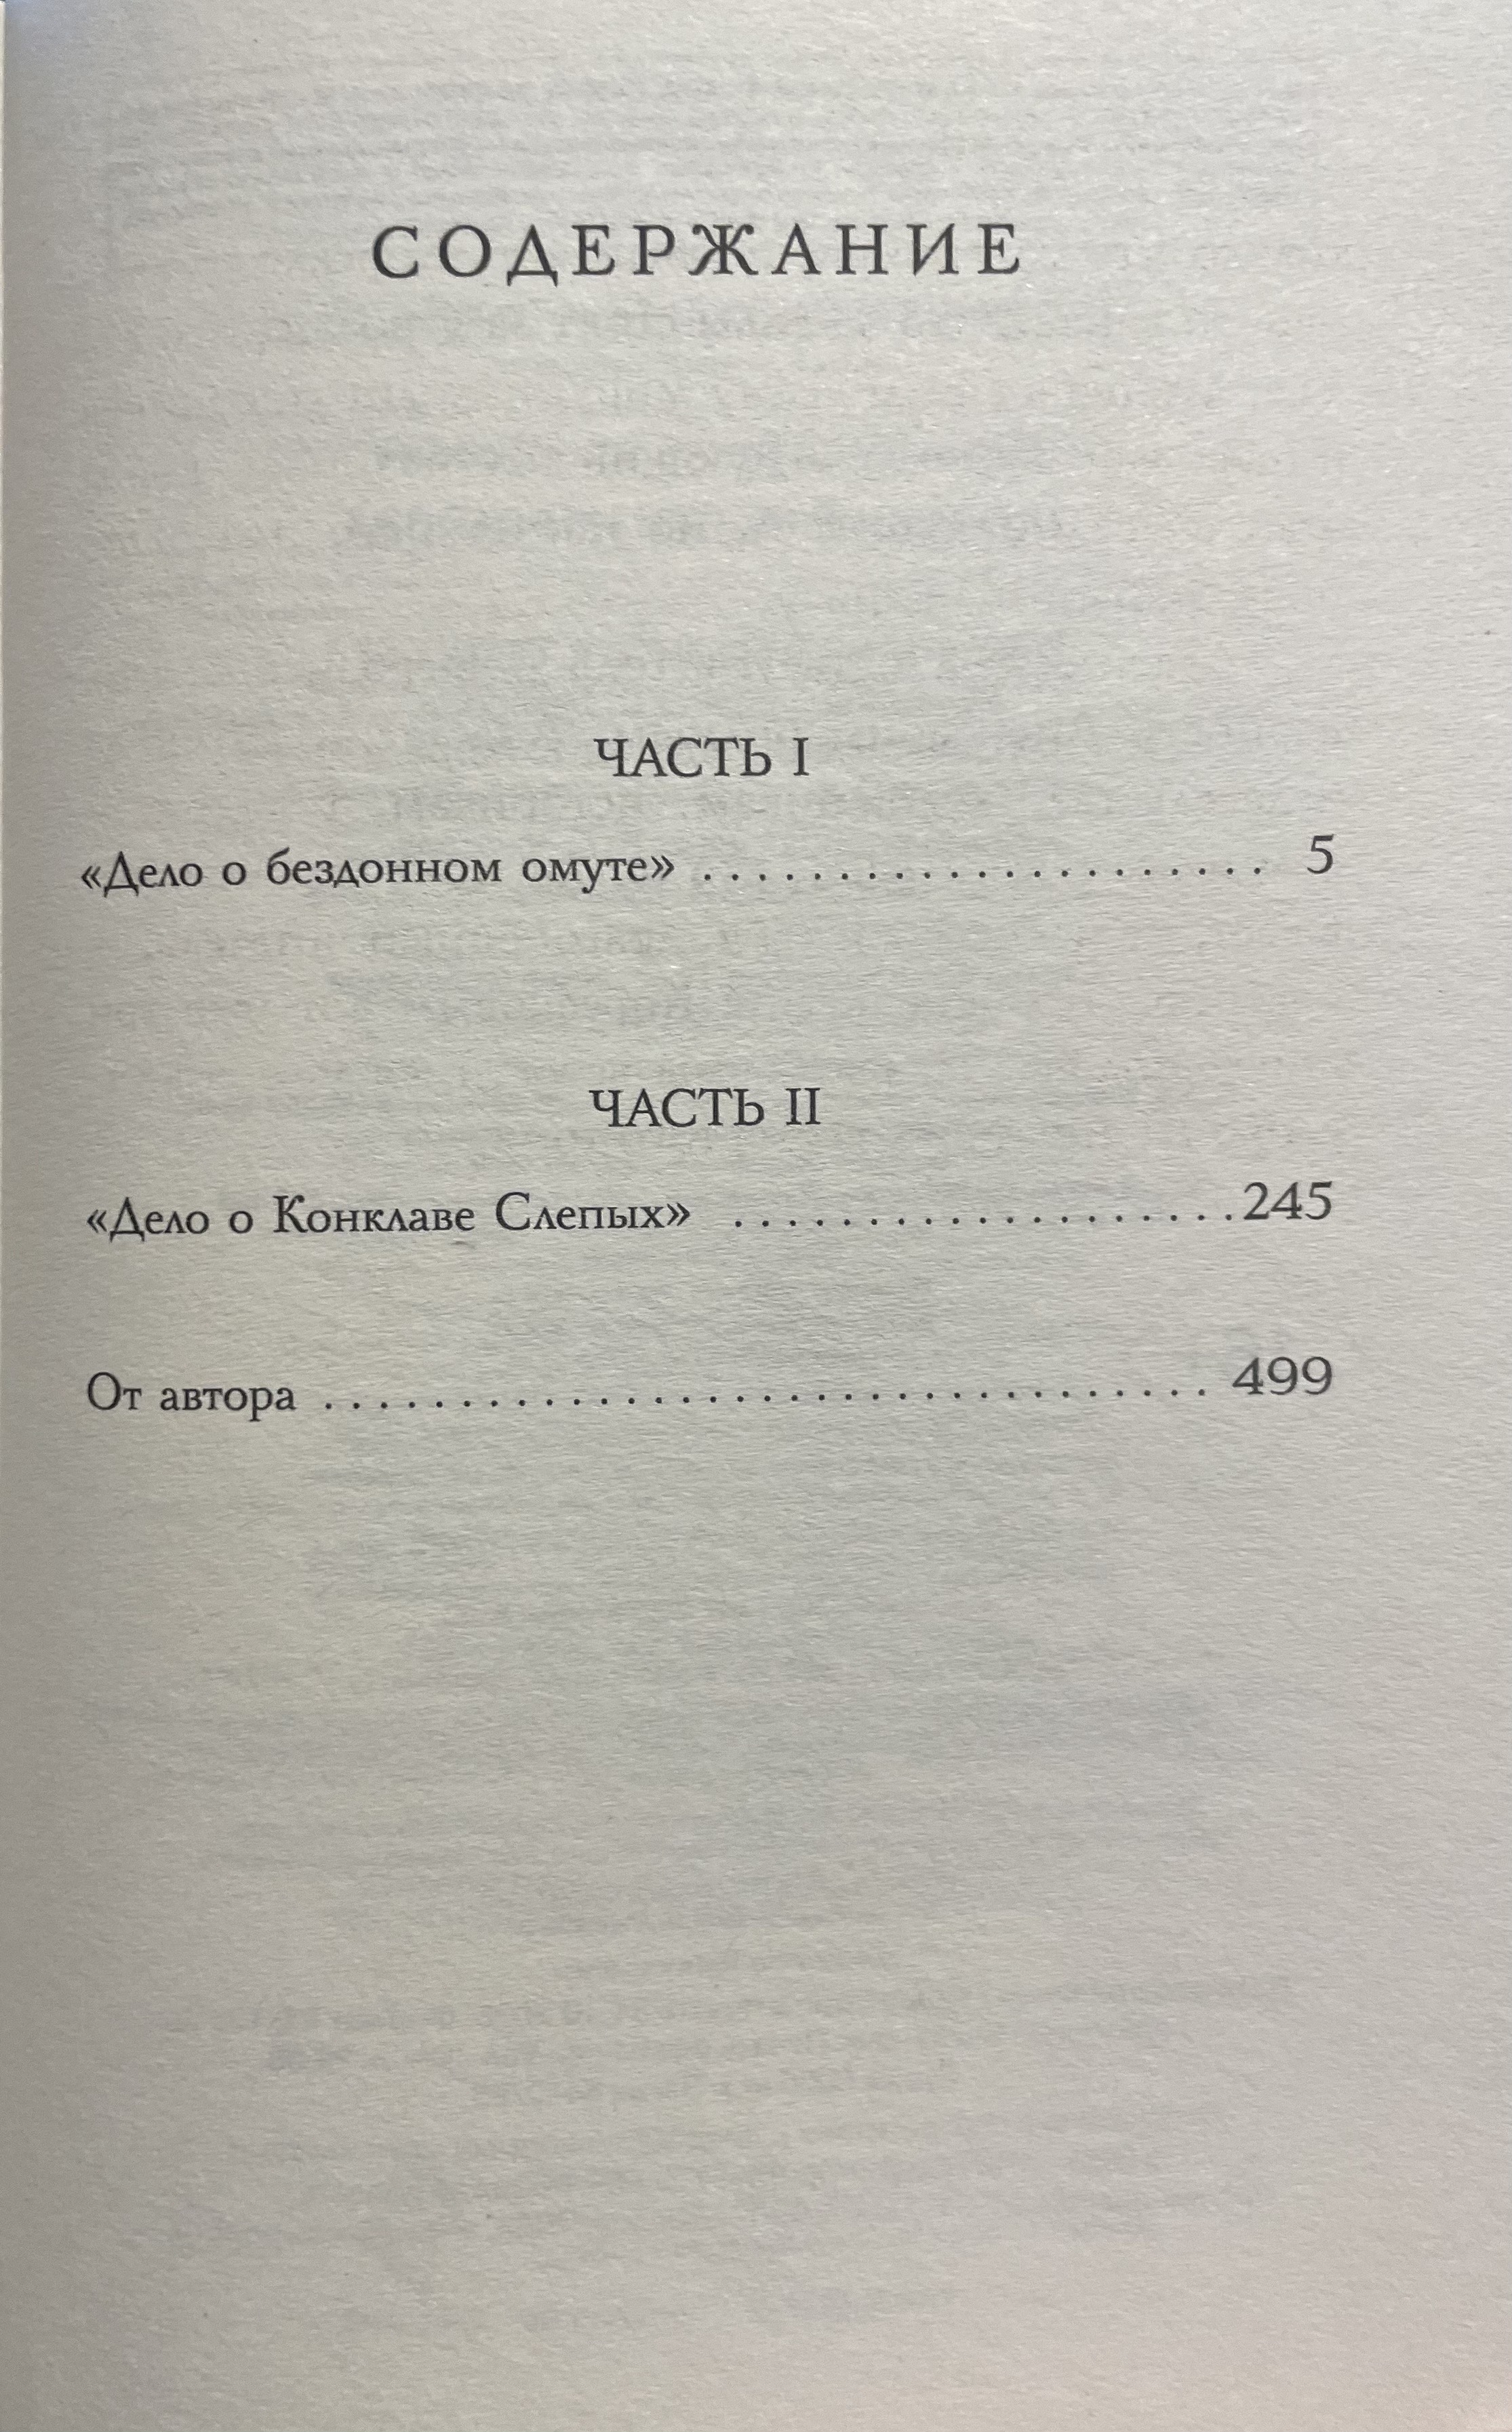 СОДЕРЖАНИЕ
ЧАСТЬ I
«Дело о бездонном омуте» . . . . . . . . . . . . . . . . . . . . . 5
ЧАСТЬ II
«Дело о Конклаве Слепых» . . . . . . . . . . . . . . . . . . . 245
От автора . . . . . . . . . . . . . . . . . . . . . . . . . . . . . . . . . 499